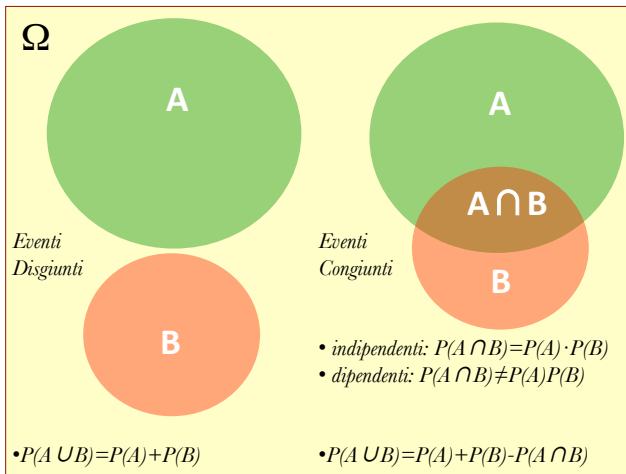 Ω
A
B
Eventi
Disgiunti
•P(A∪B)=P(A)+P(B)
A
A∩B
B
Eventi
Congiunti
• indipendenti: P(A∩B)=P(A)·P(B)
• dipendenti: P(A∩B)≠P(A)P(B)
•P(A∪B)=P(A)+P(B)-P(A∩B)